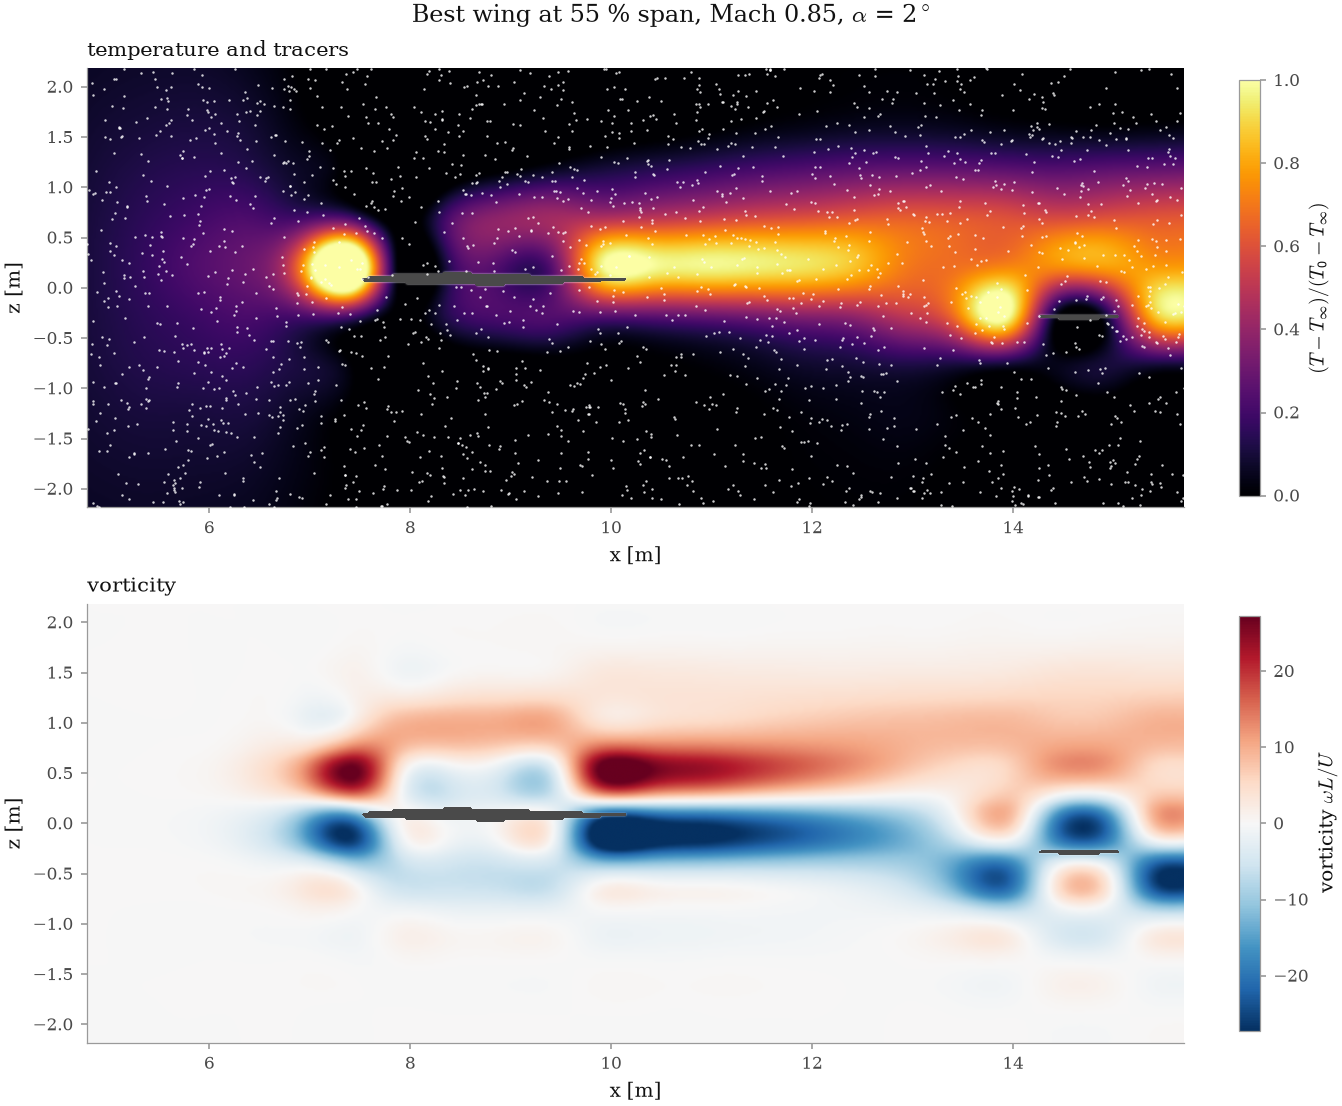 Best wing at 55 % span, Mach 0.85, α = 2°
temperature and tracers
2.0
1.5
1.0
0.5
0.0
−0.5
−1.0
−1.5
−2.0
z [m]
6 8 10 12 14
x [m]
1.0
0.8
0.6
0.4
0.2
0.0
(T − T∞)/(T₀ − T∞)
vorticity
2.0
1.5
1.0
0.5
0.0
−0.5
−1.0
−1.5
−2.0
z [m]
6 8 10 12 14
x [m]
20
10
0
−10
−20
vorticity ωL/U